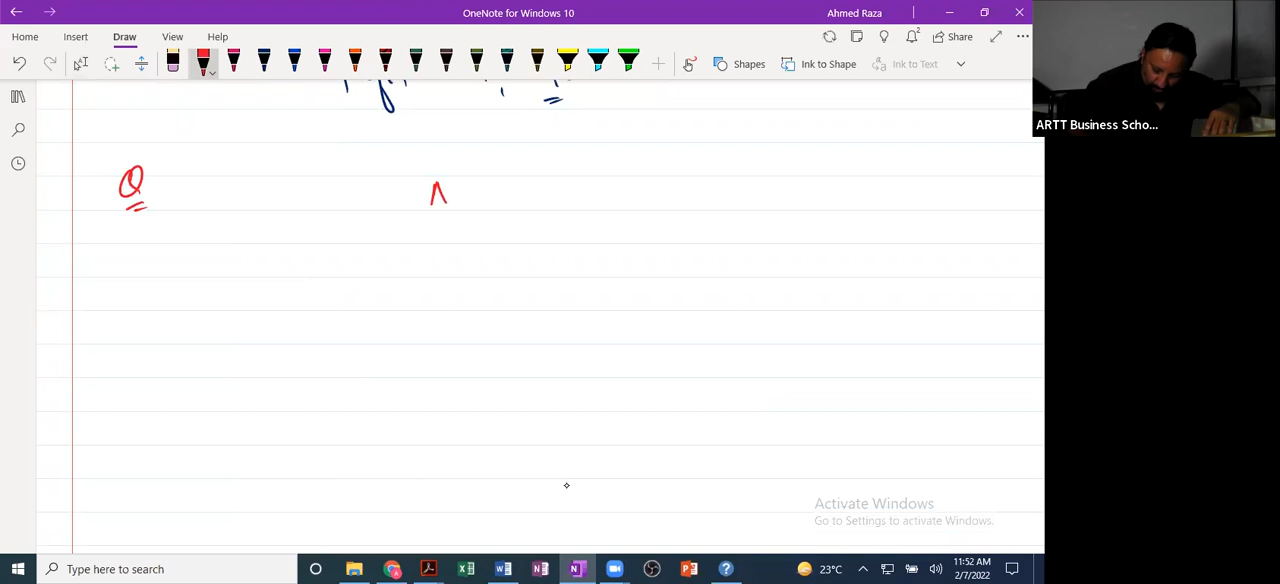 OneNote for Windows 10
Ahmed Raza
Home Insert Draw View Help
Share
Shapes Ink to Shape Ink to Text
ARTT Business Scho...
Q
Activate Windows
Go to Settings to activate Windows.
Type here to search
23°C
11:52 AM
2/7/2022